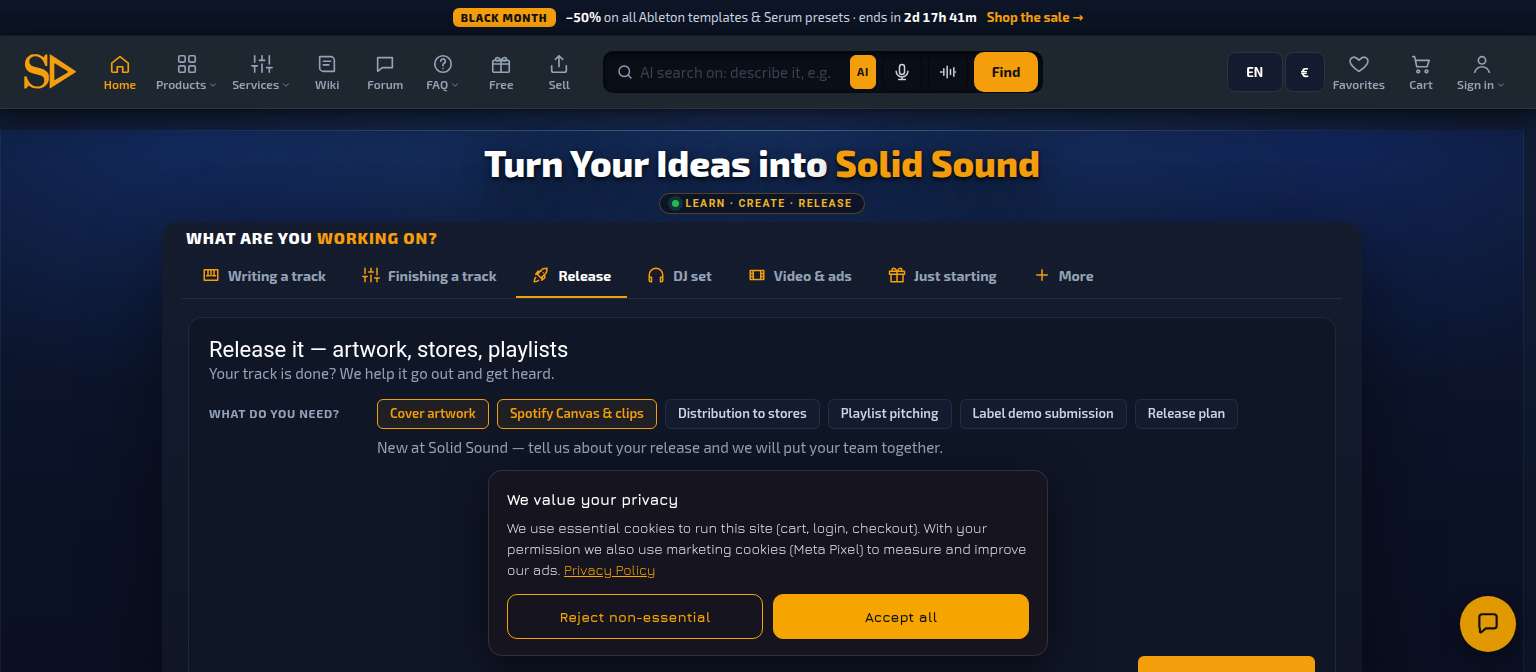 BLACK MONTH −50% on all Ableton templates & Serum presets · ends in 2d 17h 41m Shop the sale →
Home Products Services Wiki Forum FAQ Free Sell
AI search on: describe it, e.g. AI Find
EN € Favorites Cart Sign in
Turn Your Ideas into Solid Sound
LEARN · CREATE · RELEASE
WHAT ARE YOU WORKING ON?
Writing a track Finishing a track Release DJ set Video & ads Just starting More
Release it — artwork, stores, playlists
Your track is done? We help it go out and get heard.
WHAT DO YOU NEED? Cover artwork Spotify Canvas & clips Distribution to stores Playlist pitching Label demo submission Release plan
New at Solid Sound — tell us about your release and we will put your team together.
We value your privacy
We use essential cookies to run this site (cart, login, checkout). With your
permission we also use marketing cookies (Meta Pixel) to measure and improve
our ads. Privacy Policy
Reject non-essential Accept all